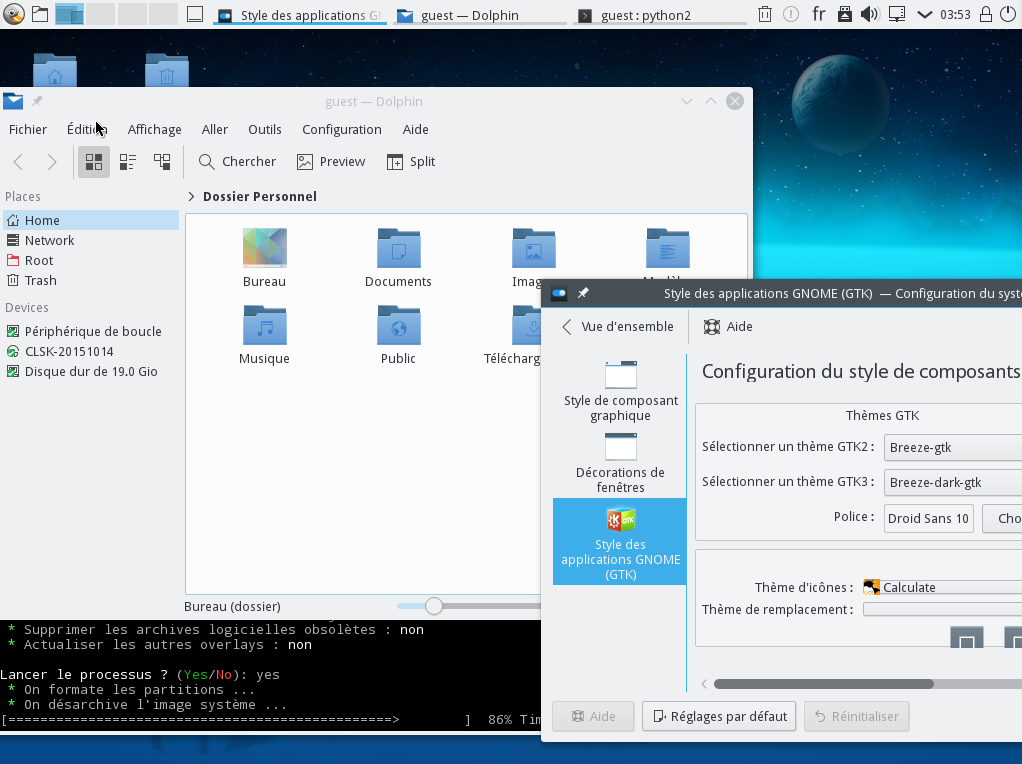 Style des applications GN
guest — Dolphin
guest : python2
fr
03:53
guest — Dolphin
Fichier
Édition
Affichage
Aller
Outils
Configuration
Aide
Chercher
Preview
Split
Places
Dossier Personnel
Home
Network
Root
Trash
Devices
Périphérique de boucle
CLSK-20151014
Disque dur de 19.0 Gio
Bureau
Documents
Imag
Musique
Public
Télécharg
Bureau (dossier)
Style des applications GNOME (GTK) — Configuration du systè
Vue d'ensemble
Aide
Style de composant
graphique
Décorations de
fenêtres
Style des
applications GNOME
(GTK)
Configuration du style de composants
Thèmes GTK
Sélectionner un thème GTK2 :
Breeze-gtk
Sélectionner un thème GTK3 :
Breeze-dark-gtk
Police :
Droid Sans 10
Cho
Thème d'icônes :
Calculate
Thème de remplacement :
Aide
Réglages par défaut
Réinitialiser
* Supprimer les archives logicielles obsolètes : non
* Actualiser les autres overlays : non
Lancer le processus ? (Yes/No): yes
* On formate les partitions ...
* On désarchive l'image système ...
[================================================> ] 86% Tim